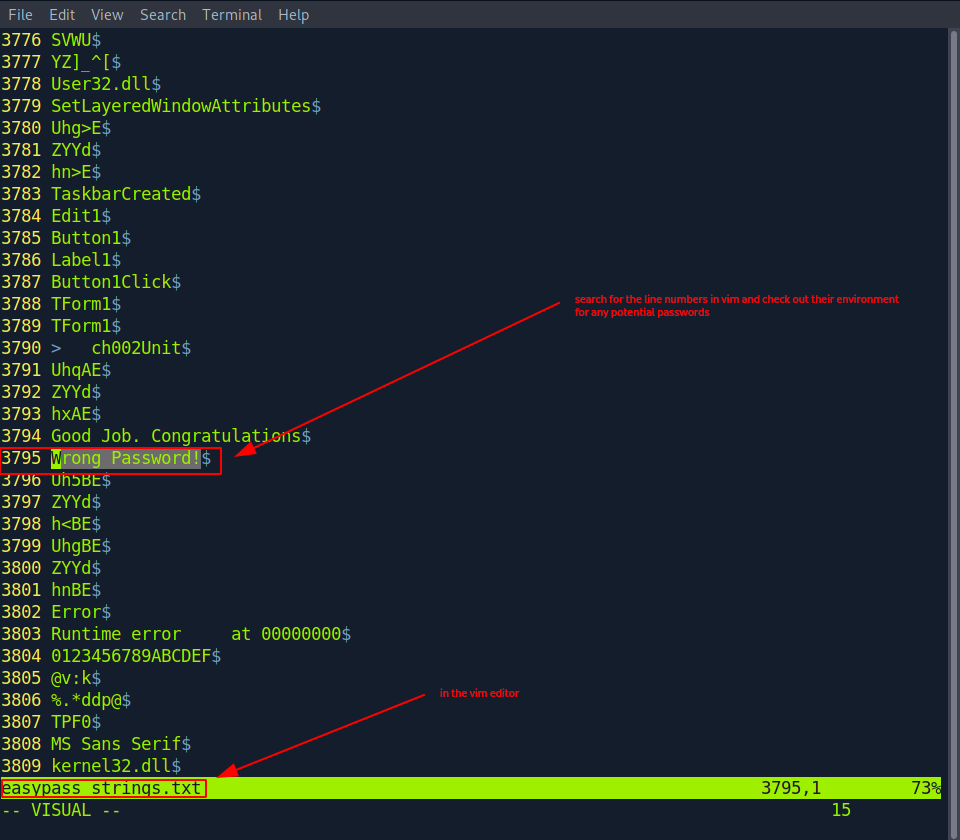 File Edit View Search Terminal Help
3776 SVWU$
3777 YZ]_^[$
3778 User32.dll$
3779 SetLayeredWindowAttributes$
3780 Uhg>E$
3781 ZYYd$
3782 hn>E$
3783 TaskbarCreated$
3784 Edit1$
3785 Button1$
3786 Label1$
3787 Button1Click$
search for the line numbers in vim and check out their environment
for any potential passwords
3788 TForm1$
3789 TForm1$
3790 >   ch002Unit$
3791 UhqAE$
3792 ZYYd$
3793 hxAE$
3794 Good Job. Congratulations$
3795 Wrong Password!$
3796 Uh5BE$
3797 ZYYd$
3798 h<BE$
3799 UhgBE$
3800 ZYYd$
3801 hnBE$
3802 Error$
3803 Runtime error     at 00000000$
3804 0123456789ABCDEF$
3805 @v:k$
3806 %.*ddp@$
in the vim editor
3807 TPF0$
3808 MS Sans Serif$
3809 kernel32.dll$
easypass_strings.txt 3795,1 73%
-- VISUAL -- 15